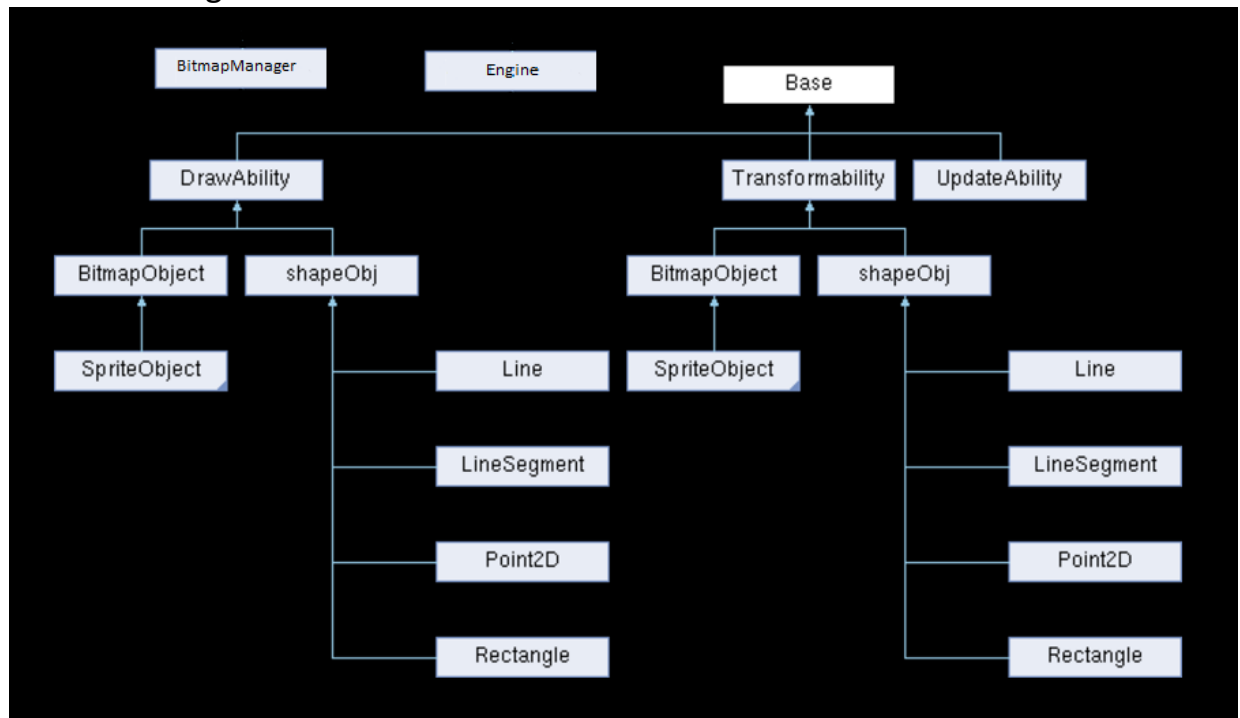 BitmapManager
Engine
Base
DrawAbility
Transformability
UpdateAbility
BitmapObject
shapeObj
BitmapObject
shapeObj
SpriteObject
Line
SpriteObject
Line
LineSegment
LineSegment
Point2D
Point2D
Rectangle
Rectangle